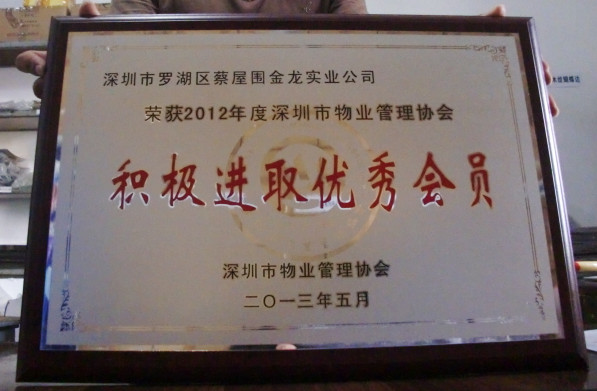 深圳市罗湖区蔡屋围金龙实业公司
荣获2012年度深圳市物业管理协会
积极进取优秀会员
深圳市物业管理协会
二〇一三年五月